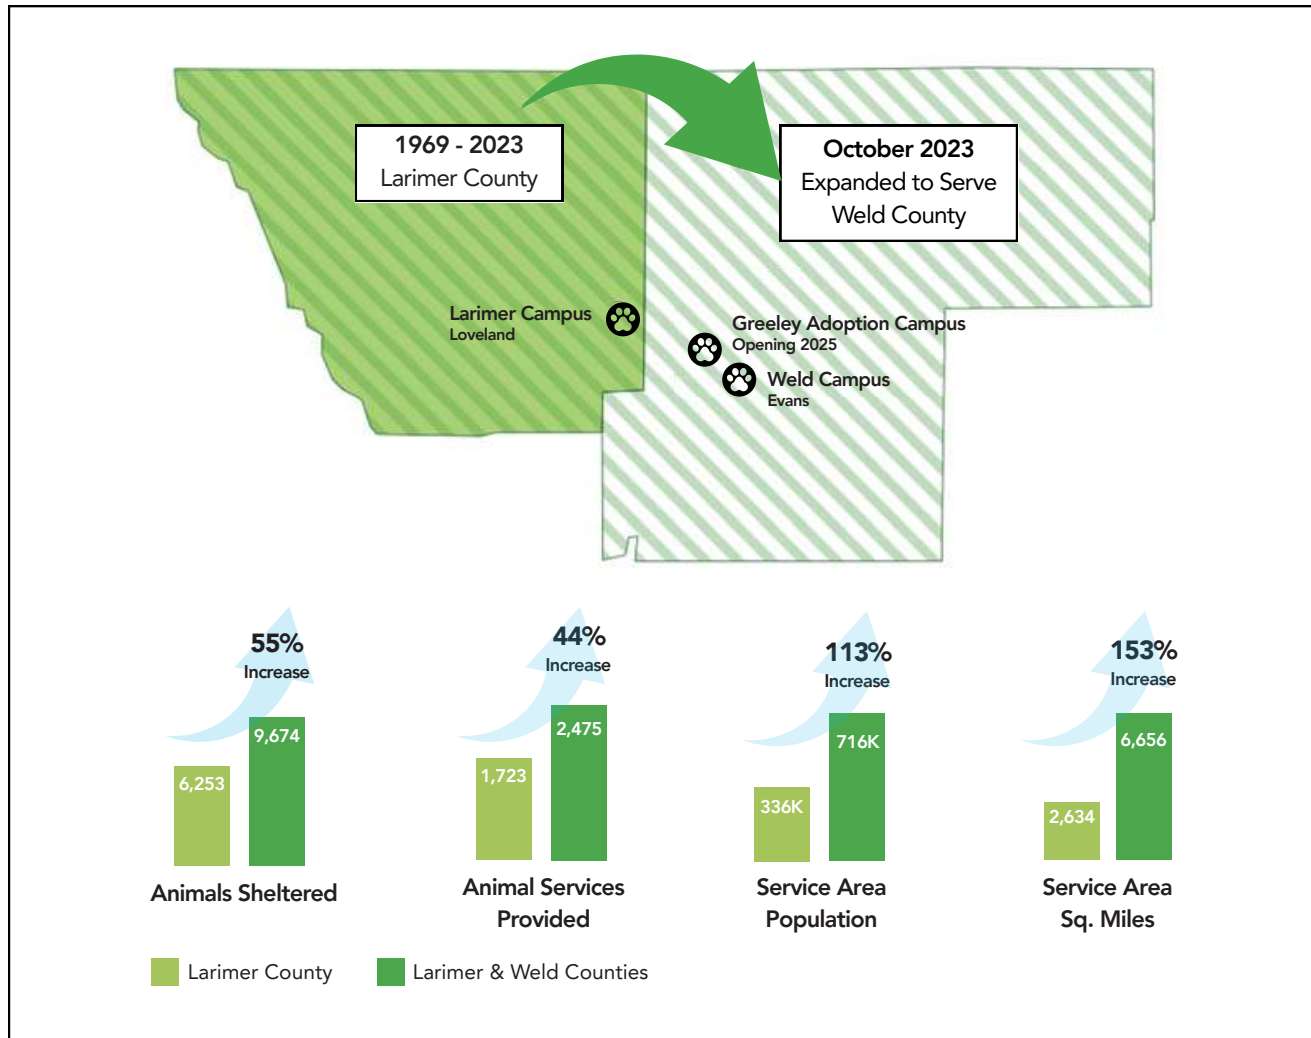 1969 - 2023
Larimer County
October 2023
Expanded to Serve
Weld County
Larimer Campus
Loveland
Greeley Adoption Campus
Opening 2025
Weld Campus
Evans
55%
Increase
9,674
6,253
Animals Sheltered
44%
Increase
2,475
1,723
Animal Services
Provided
113%
Increase
716K
336K
Service Area
Population
153%
Increase
6,656
2,634
Service Area
Sq. Miles
Larimer County
Larimer & Weld Counties